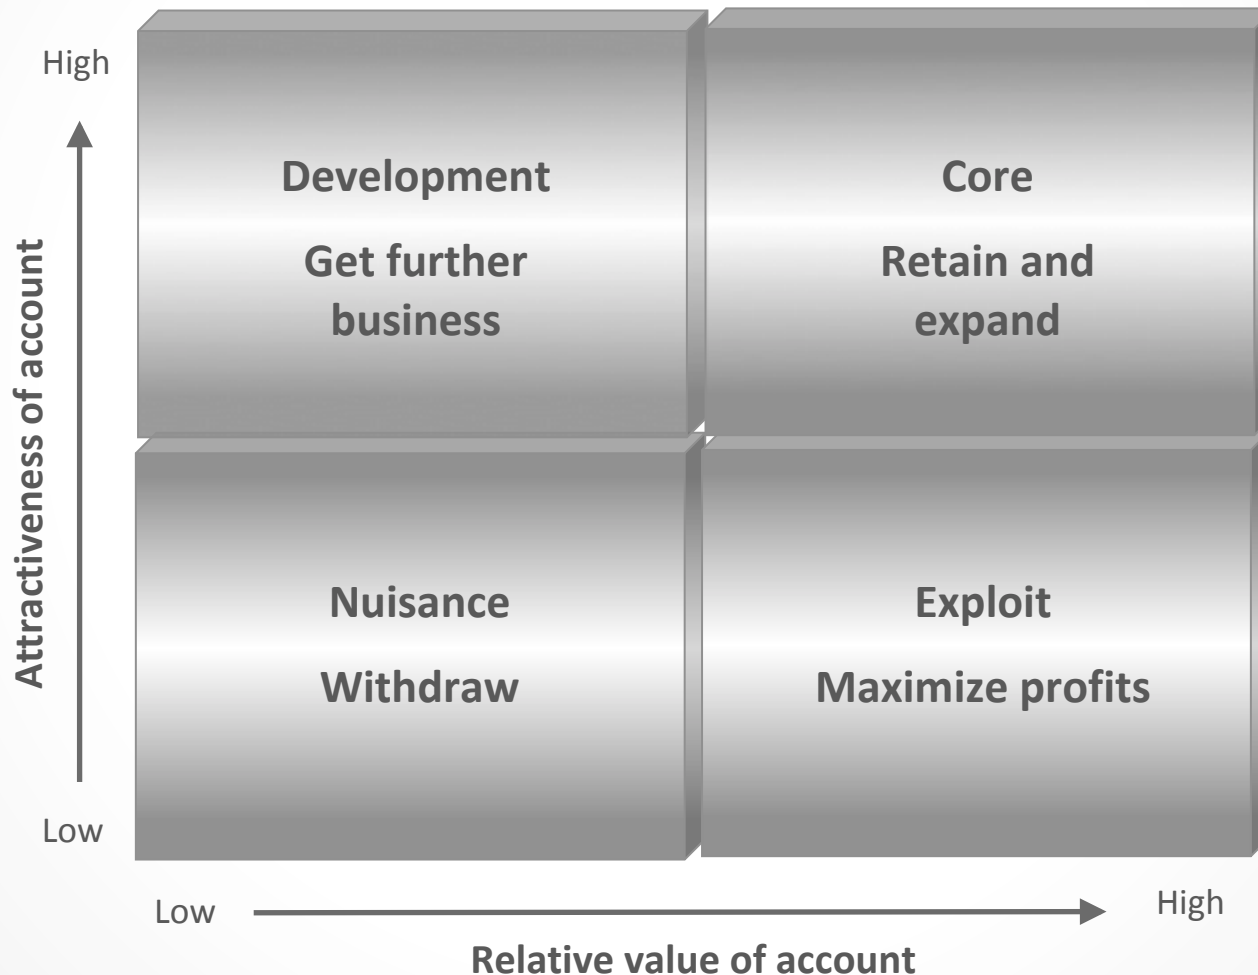 High
Development
Get further
business
Core
Retain and
expand
Attractiveness of account
Nuisance
Withdraw
Exploit
Maximize profits
Low
Low
High
Relative value of account